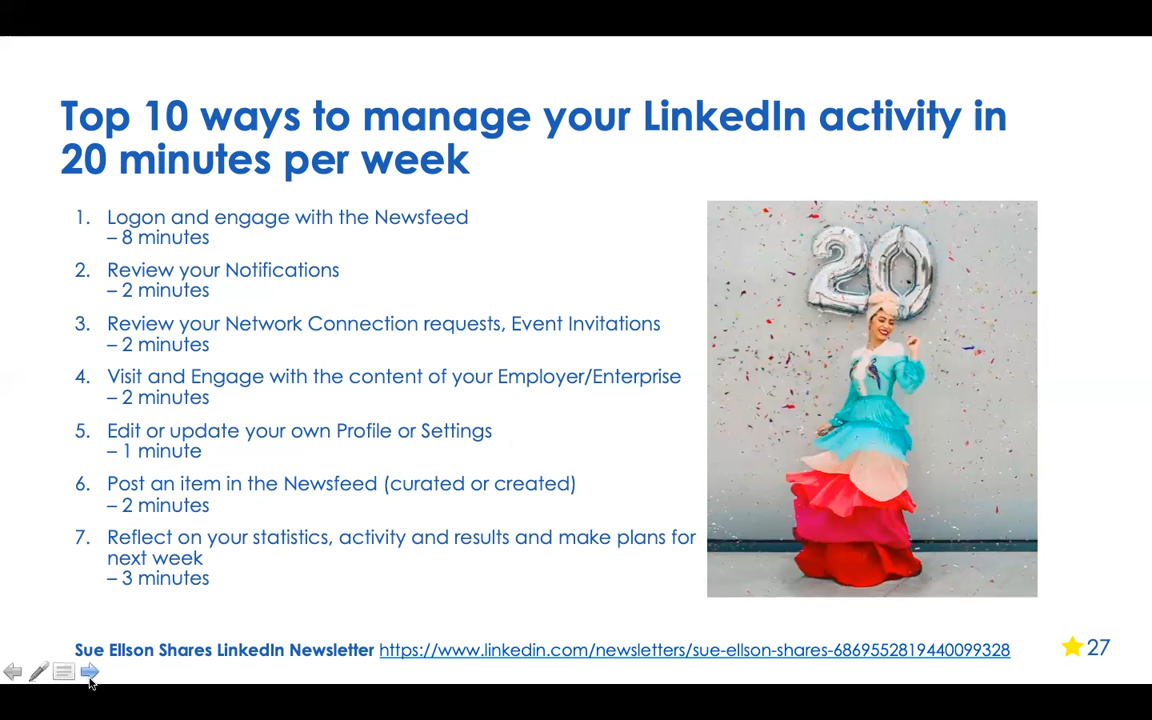 Top 10 ways to manage your LinkedIn activity in
20 minutes per week
1. Logon and engage with the Newsfeed
– 8 minutes
2. Review your Notifications
– 2 minutes
3. Review your Network Connection requests, Event Invitations
– 2 minutes
4. Visit and Engage with the content of your Employer/Enterprise
– 2 minutes
5. Edit or update your own Profile or Settings
– 1 minute
6. Post an item in the Newsfeed (curated or created)
– 2 minutes
7. Reflect on your statistics, activity and results and make plans for
next week
– 3 minutes
20
Sue Ellson Shares LinkedIn Newsletter https://www.linkedin.com/newsletters/sue-ellson-shares-6869552819440099328
27